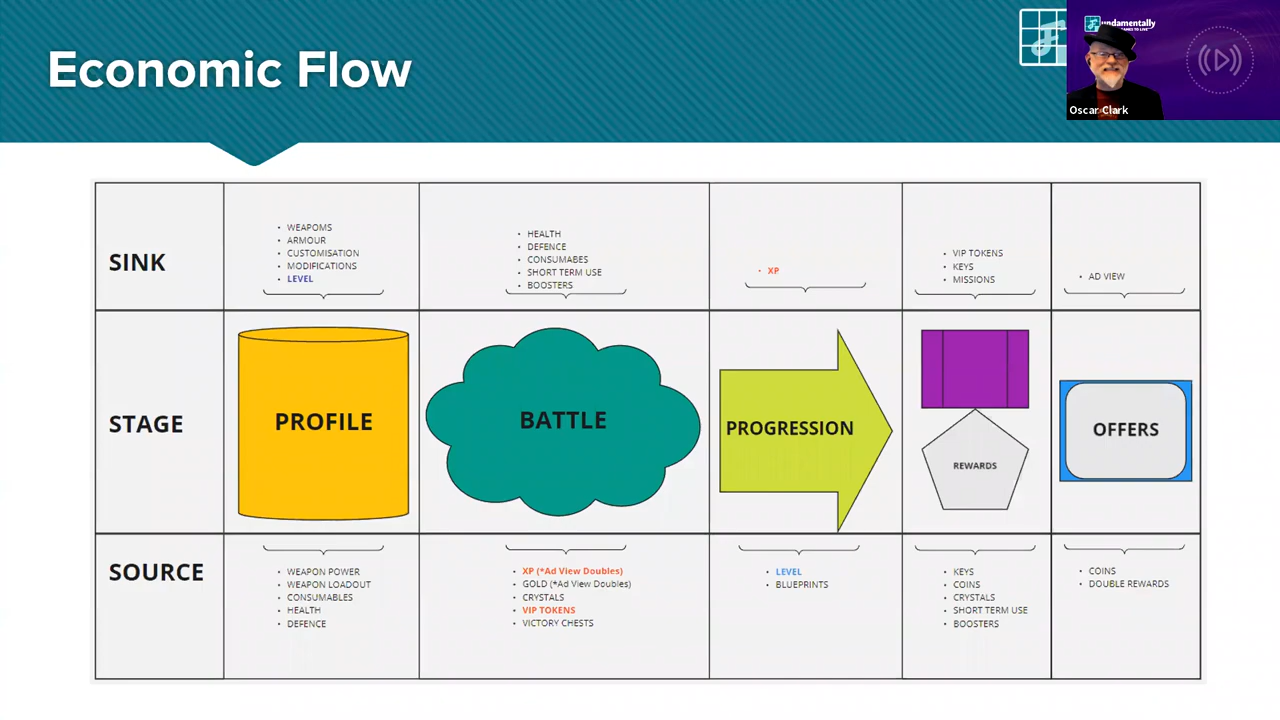 Economic Flow
undamentally
Oscar Clark
SINK
• WEAPOMS
• ARMOUR
• CUSTOMISATION
• MODIFICATIONS
• LEVEL
• HEALTH
• DEFENCE
• CONSUMABES
• SHORT TERM USE
• BOOSTERS
• XP
• VIP TOKENS
• KEYS
• MISSIONS
• AD VIEW
STAGE
PROFILE
BATTLE
PROGRESSION
REWARDS
OFFERS
SOURCE
• WEAPON POWER
• WEAPON LOADOUT
• CONSUMABLES
• HEALTH
• DEFENCE
• XP (*Ad View Doubles)
• GOLD (*Ad View Doubles)
• CRYSTALS
• VIP TOKENS
• VICTORY CHESTS
• LEVEL
• BLUEPRINTS
• KEYS
• COINS
• CRYSTALS
• SHORT TERM USE
• BOOSTERS
• COINS
• DOUBLE REWARDS